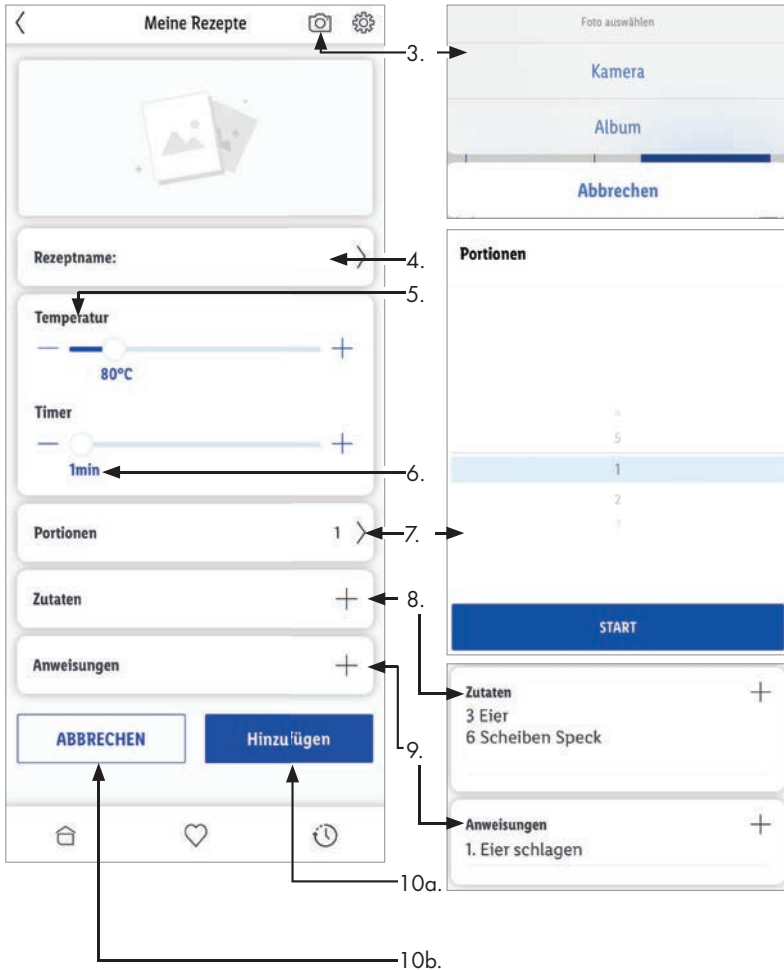 Meine Rezepte
3.
Foto auswählen
Kamera
Album
Abbrechen
Rezeptname:
4.
5.
Temperatur
80°C
Timer
1min
6.
Portionen
5
1
2
Portionen 1
7.
START
Zutaten
8.
Zutaten
3 Eier
6 Scheiben Speck
Anweisungen
9.
Anweisungen
1. Eier schlagen
ABBRECHEN
Hinzufügen
10a.
10b.